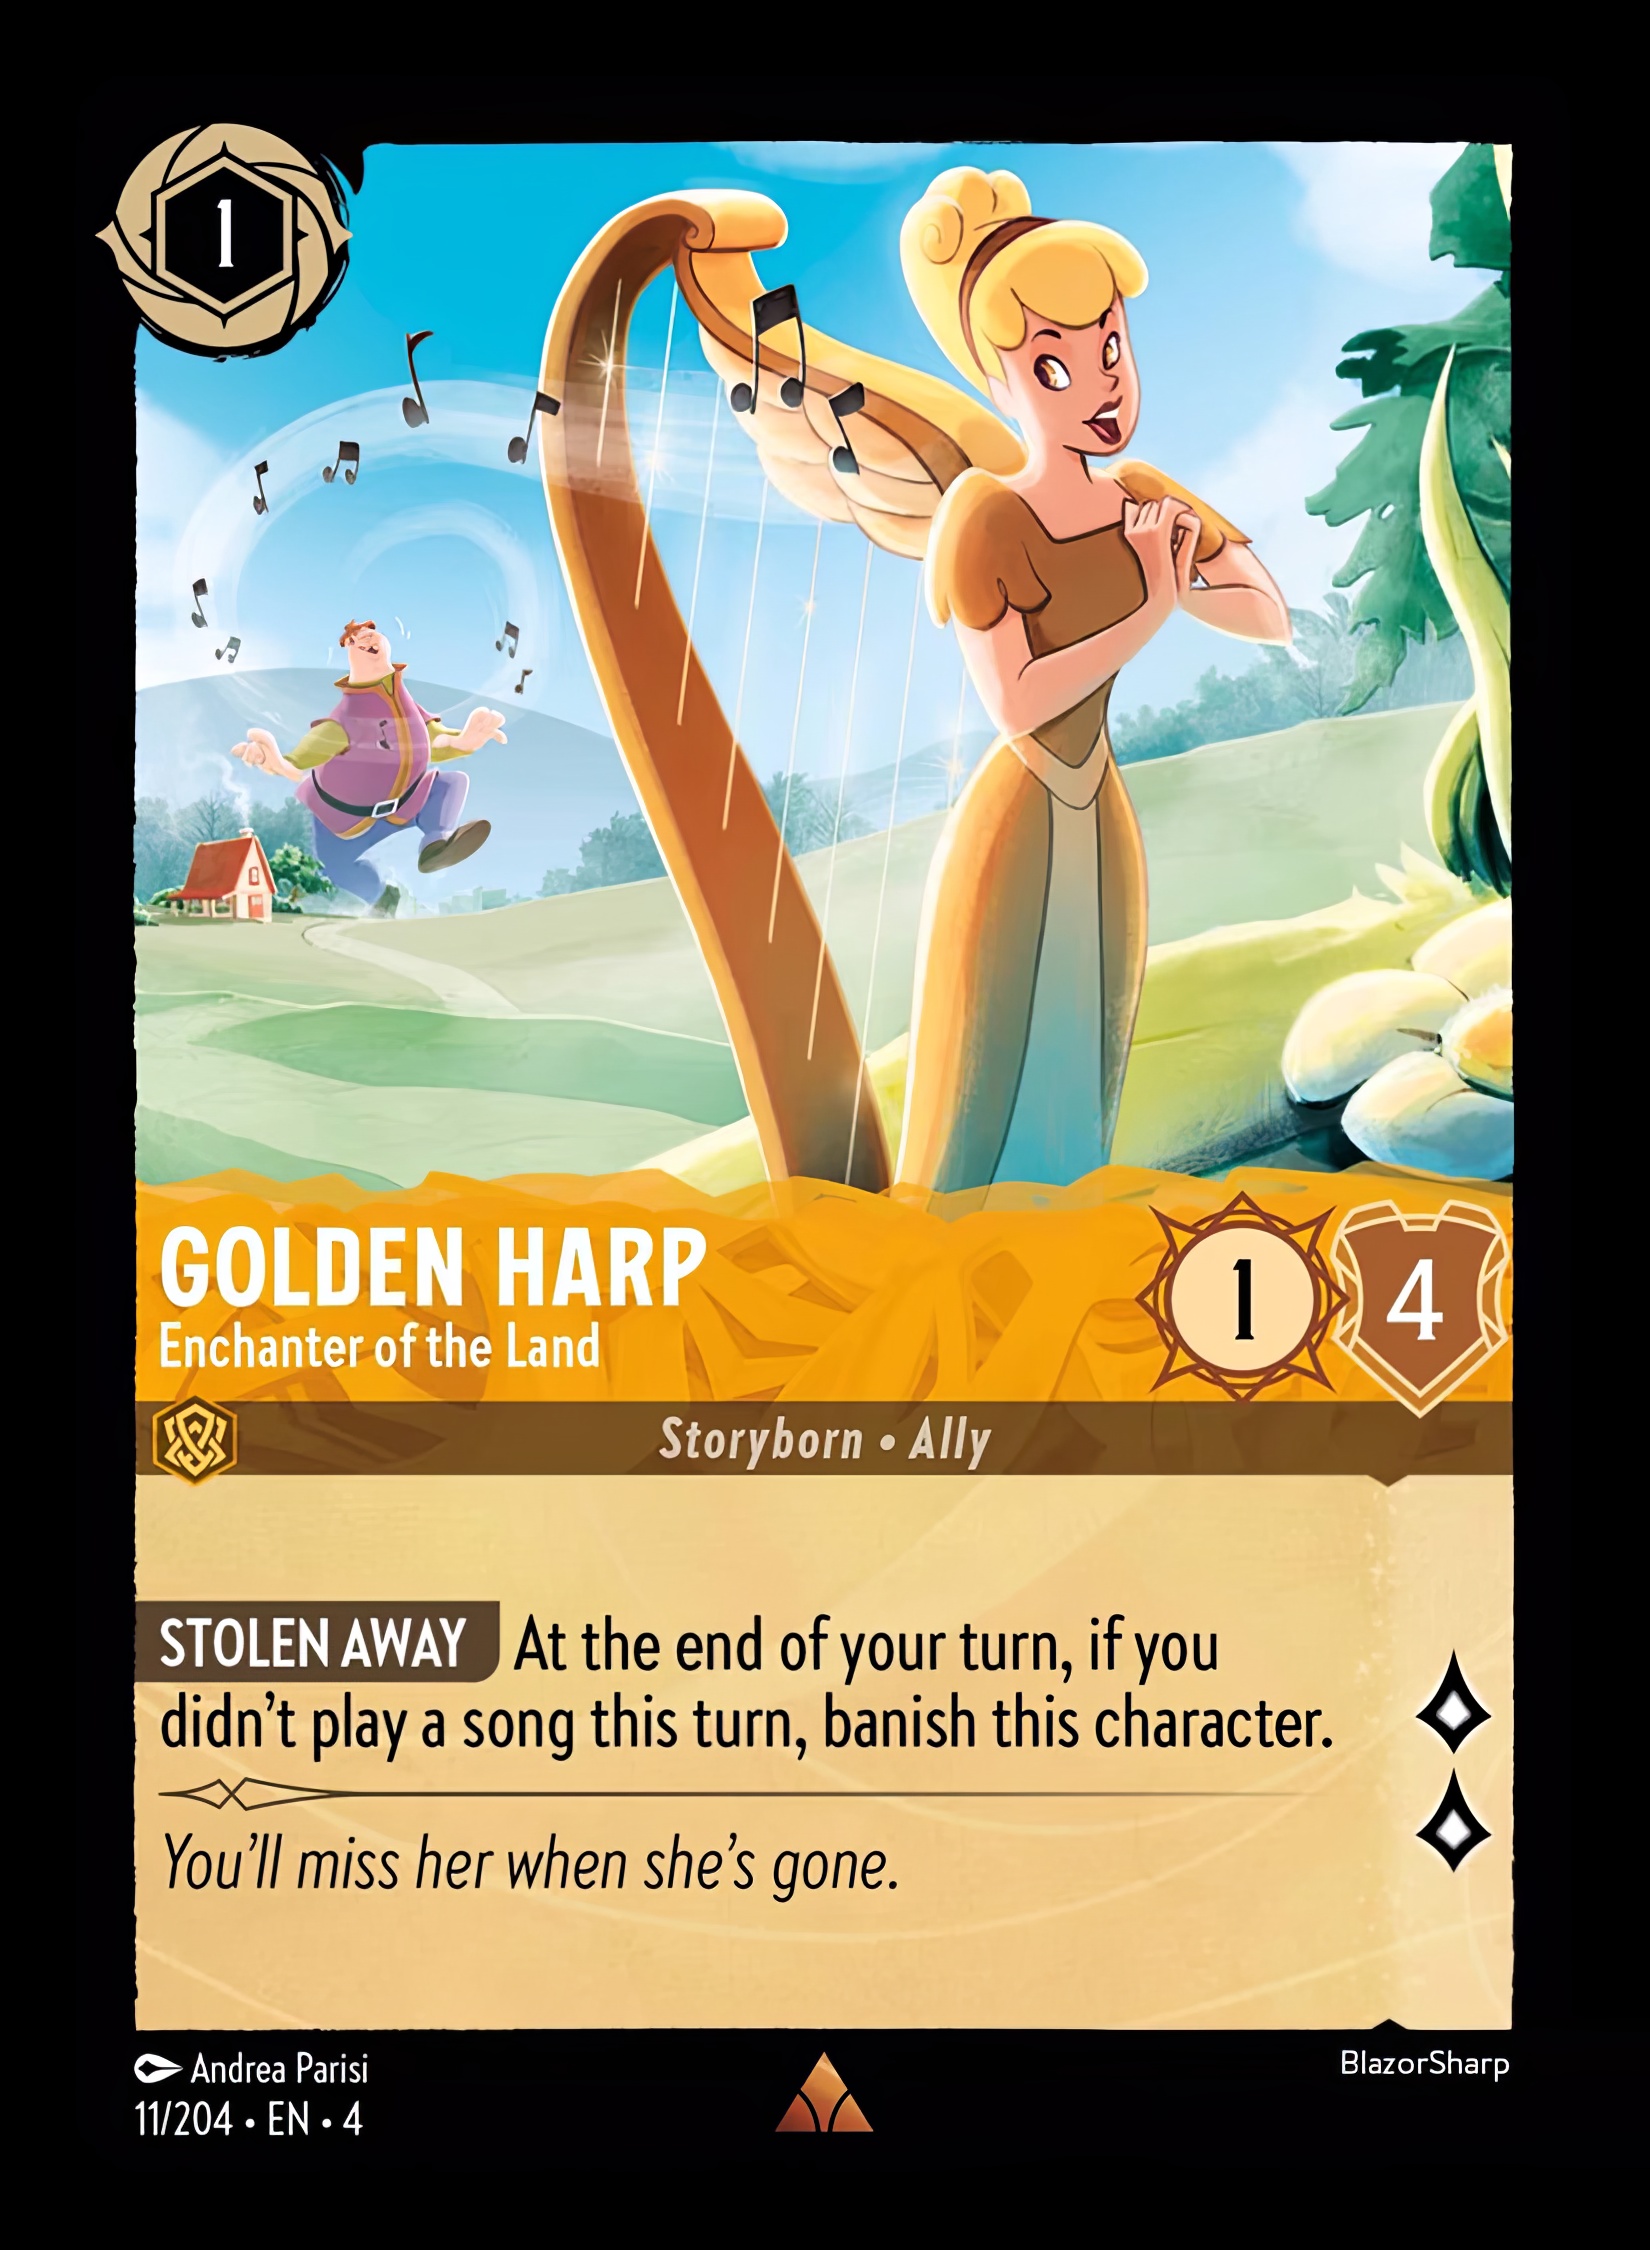 1
GOLDEN HARP
Enchanter of the Land
1
4
Storyborn • Ally
STOLEN AWAY At the end of your turn, if you
didn't play a song this turn, banish this character.
You'll miss her when she's gone.
Andrea Parisi
BlazorSharp
11/204 • EN • 4